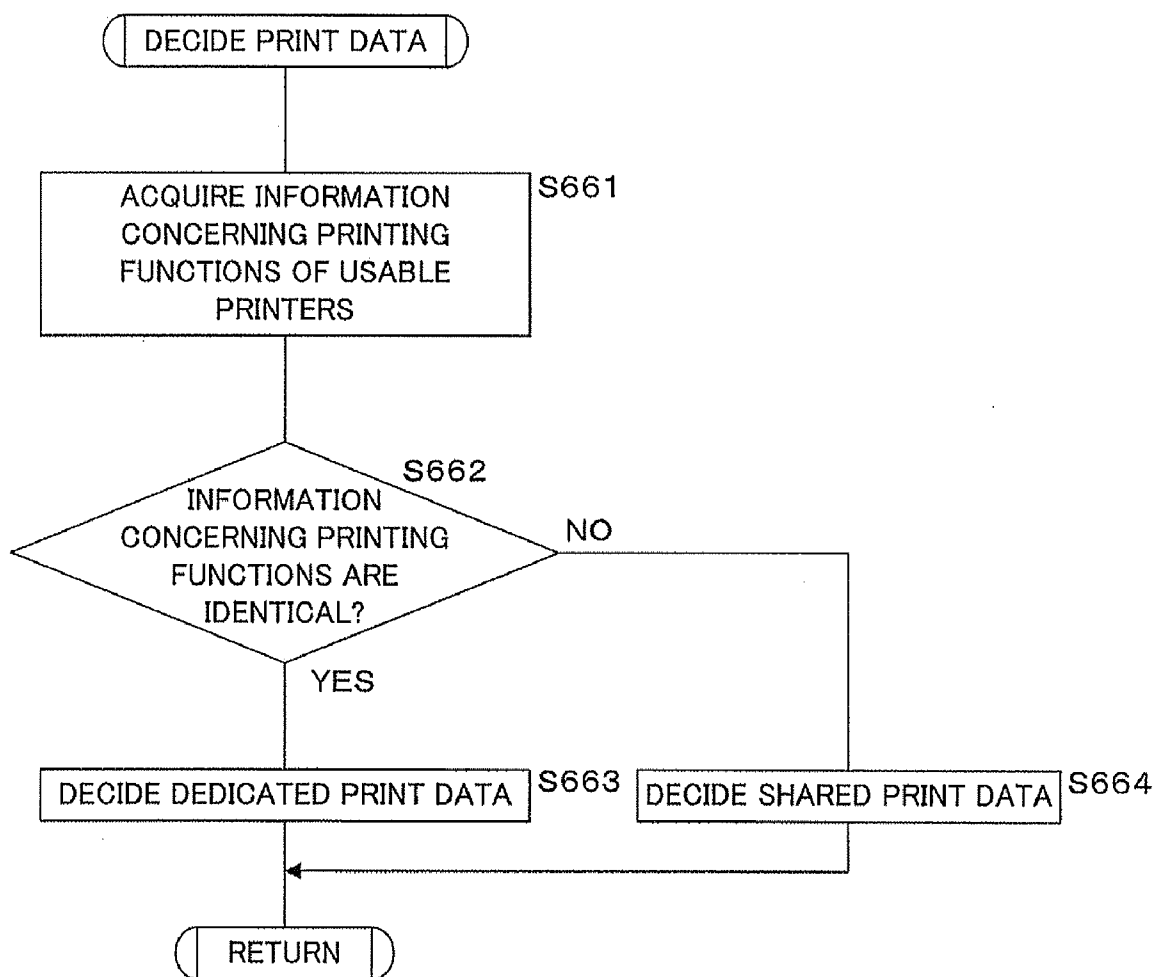 DECIDE PRINT DATA
ACQUIRE INFORMATION
CONCERNING PRINTING
FUNCTIONS OF USABLE
PRINTERS
S661
S662
INFORMATION
CONCERNING PRINTING
FUNCTIONS ARE
IDENTICAL?
NO
YES
DECIDE DEDICATED PRINT DATA
S663
DECIDE SHARED PRINT DATA
S664
RETURN